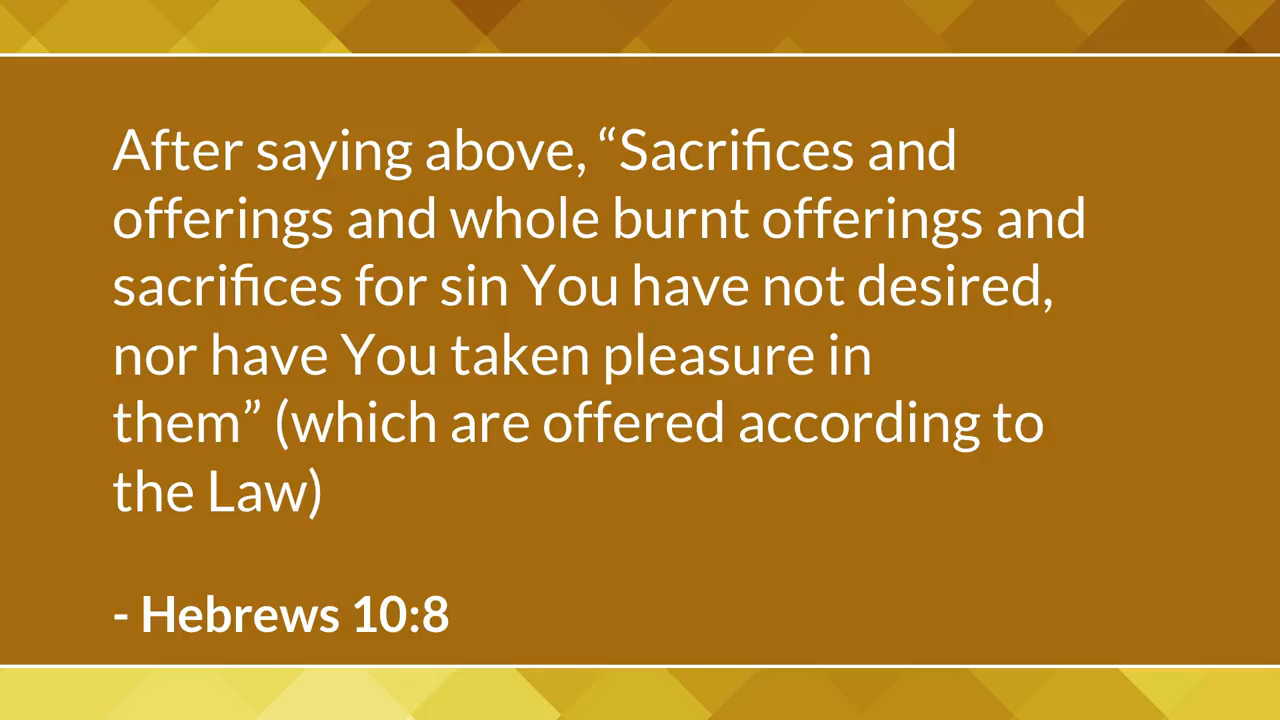 After saying above, “Sacrifices and
offerings and whole burnt offerings and
sacrifices for sin You have not desired,
nor have You taken pleasure in
them” (which are offered according to
the Law)
- Hebrews 10:8